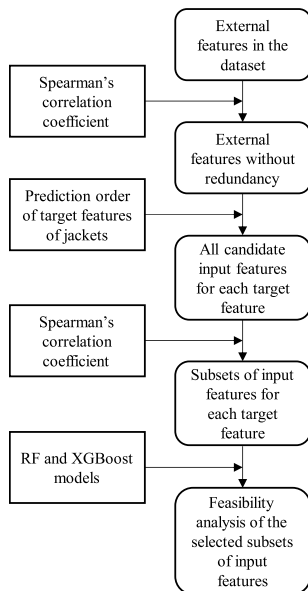 External
features in the
dataset
Spearman's
correlation
coefficient
External
features without
redundancy
Prediction order
of target features
of jackets
All candidate
input features
for each target
feature
Spearman's
correlation
coefficient
Subsets of input
features for
each target
feature
RF and XGBoost
models
Feasibility
analysis of the
selected subsets
of input
features